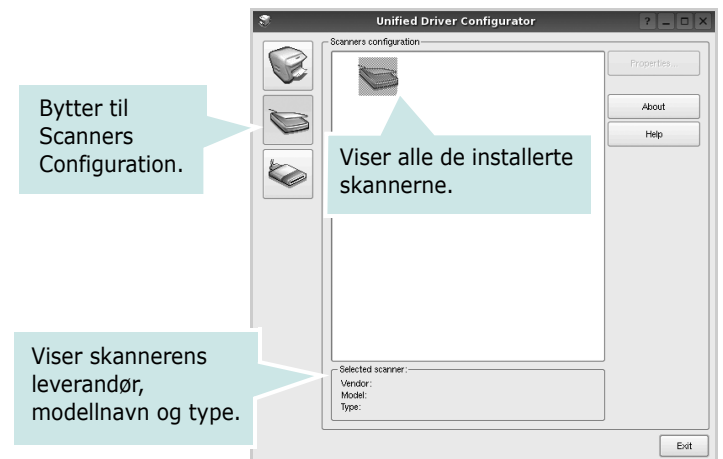 Unified Driver Configurator
Scanners configuration
Properties...
About
Help
Bytter til
Scanners
Configuration.
Viser alle de installerte
skannerne.
Viser skannerens
leverandør,
modellnavn og type.
Selected scanner:
Vendor:
Model:
Type:
Exit